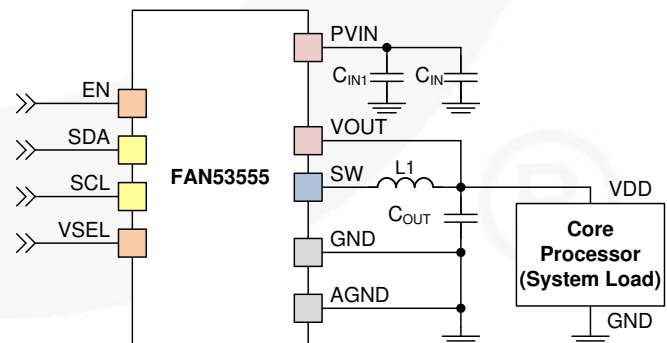 PVIN
CIN1
CIN
EN
VOUT
SDA
FAN53555
SW
L1
VDD
SCL
COUT
Core
Processor
(System Load)
VSEL
GND
AGND
GND